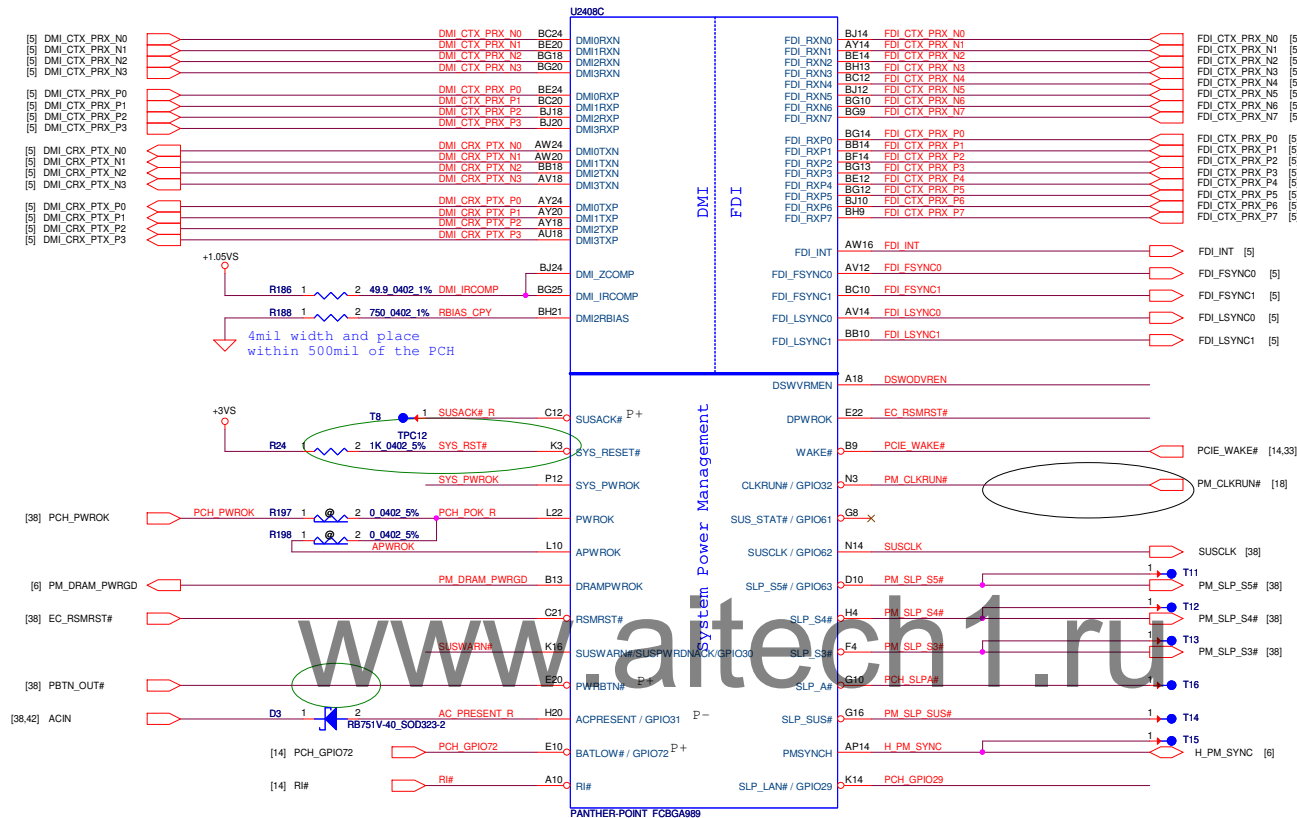 U2408C
[5] DMI_CTX_PRX_N0 DMI_CTX_PRX_N0 BC24 DMI0RXN FDI_RXN0 BJ14 FDI_CTX_PRX_N0 FDI_CTX_PRX_N0 [5
[5] DMI_CTX_PRX_N1 DMI_CTX_PRX_N1 BE20 DMI1RXN FDI_RXN1 AY14 FDI_CTX_PRX_N1 FDI_CTX_PRX_N1 [5
[5] DMI_CTX_PRX_N2 DMI_CTX_PRX_N2 BG18 DMI2RXN FDI_RXN2 BE14 FDI_CTX_PRX_N2 FDI_CTX_PRX_N2 [5
[5] DMI_CTX_PRX_N3 DMI_CTX_PRX_N3 BG20 DMI3RXN FDI_RXN3 BH13 FDI_CTX_PRX_N3 FDI_CTX_PRX_N3 [5
FDI_RXN4 BC12 FDI_CTX_PRX_N4 FDI_CTX_PRX_N4 [5
[5] DMI_CTX_PRX_P0 DMI_CTX_PRX_P0 BE24 DMI0RXP FDI_RXN5 BJ12 FDI_CTX_PRX_N5 FDI_CTX_PRX_N5 [5
[5] DMI_CTX_PRX_P1 DMI_CTX_PRX_P1 BC20 DMI1RXP FDI_RXN6 BG10 FDI_CTX_PRX_N6 FDI_CTX_PRX_N6 [5
[5] DMI_CTX_PRX_P2 DMI_CTX_PRX_P2 BJ18 DMI2RXP FDI_RXN7 BG9 FDI_CTX_PRX_N7 FDI_CTX_PRX_N7 [5
[5] DMI_CTX_PRX_P3 DMI_CTX_PRX_P3 BJ20 DMI3RXP
FDI_RXP0 BG14 FDI_CTX_PRX_P0 FDI_CTX_PRX_P0 [5
[5] DMI_CRX_PTX_N0 DMI_CRX_PTX_N0 AW24 DMI0TXN FDI_RXP1 BB14 FDI_CTX_PRX_P1 FDI_CTX_PRX_P1 [5
[5] DMI_CRX_PTX_N1 DMI_CRX_PTX_N1 AW20 DMI1TXN FDI_RXP2 BF14 FDI_CTX_PRX_P2 FDI_CTX_PRX_P2 [5
[5] DMI_CRX_PTX_N2 DMI_CRX_PTX_N2 BB18 DMI2TXN FDI_RXP3 BG13 FDI_CTX_PRX_P3 FDI_CTX_PRX_P3 [5
[5] DMI_CRX_PTX_N3 DMI_CRX_PTX_N3 AV18 DMI3TXN FDI_RXP4 BE12 FDI_CTX_PRX_P4 FDI_CTX_PRX_P4 [5
FDI_RXP5 BG12 FDI_CTX_PRX_P5 FDI_CTX_PRX_P5 [5
[5] DMI_CRX_PTX_P0 DMI_CRX_PTX_P0 AY24 DMI0TXP FDI_RXP6 BJ10 FDI_CTX_PRX_P6 FDI_CTX_PRX_P6 [5
[5] DMI_CRX_PTX_P1 DMI_CRX_PTX_P1 AY20 DMI1TXP FDI_RXP7 BH9 FDI_CTX_PRX_P7 FDI_CTX_PRX_P7 [5
[5] DMI_CRX_PTX_P2 DMI_CRX_PTX_P2 AY18 DMI2TXP
[5] DMI_CRX_PTX_P3 DMI_CRX_PTX_P3 AU18 DMI3TXP
DMI FDI
FDI_INT AW16 FDI_INT FDI_INT [5]
+1.05VS
BJ24 DMI_ZCOMP FDI_FSYNC0 AV12 FDI_FSYNC0 FDI_FSYNC0 [5]
R186 1 2 49.9_0402_1% DMI_IRCOMP BG25 DMI_IRCOMP FDI_FSYNC1 BC10 FDI_FSYNC1 FDI_FSYNC1 [5]
R188 1 2 750_0402_1% RBIAS_CPY BH21 DMI2RBIAS FDI_LSYNC0 AV14 FDI_LSYNC0 FDI_LSYNC0 [5]
4mil width and place
FDI_LSYNC1 BB10 FDI_LSYNC1 FDI_LSYNC1 [5]
within 500mil of the PCH
System Power Management
DSWVRMEN A18 DSWODVREN
+3VS
T8 1 SUSACK#_R C12 SUSACK# P+ DPWROK E22 EC_RSMRST#
TPC12
R24 1 2 1K_0402_5% SYS_RST# K3 SYS_RESET# WAKE# B9 PCIE_WAKE# PCIE_WAKE# [14,33]
SYS_PWROK P12 SYS_PWROK CLKRUN# / GPIO32 N3 PM_CLKRUN# PM_CLKRUN# [18]
[38] PCH_PWROK PCH_PWROK R197 1 @ 2 0_0402_5% PCH_POK_R L22 PWROK SUS_STAT# / GPIO61 G8
R198 1 @ 2 0_0402_5%
APWROK L10 APWROK SUSCLK / GPIO62 N14 SUSCLK SUSCLK [38]
1 T11
[6] PM_DRAM_PWRGD PM_DRAM_PWRGD B13 DRAMPWROK SLP_S5# / GPIO63 D10 PM_SLP_S5# PM_SLP_S5# [38]
1 T12
[38] EC_RSMRST# C21 RSMRST# SLP_S4# H4 PM_SLP_S4# PM_SLP_S4# [38]
1 T13
SUSWARN# K16 SUSWARN#/SUSPWRDNACK/GPIO30 SLP_S3# F4 PM_SLP_S3# PM_SLP_S3# [38]
www.aitech1.ru
[38] PBTN_OUT# E20 PWRBTN# P+ SLP_A# G10 PCH_SLPA# 1 T16
[38,42] ACIN D3 1 2 AC_PRESENT_R H20 ACPRESENT / GPIO31 P- SLP_SUS# G16 PM_SLP_SUS# 1 T14
RB751V-40_SOD323-2
1 T15
[14] PCH_GPIO72 PCH_GPIO72 E10 BATLOW# / GPIO72 P+ PMSYNCH AP14 H_PM_SYNC H_PM_SYNC [6]
[14] RI# RI# A10 RI# SLP_LAN# / GPIO29 K14 PCH_GPIO29
PANTHER-POINT_FCBGA989